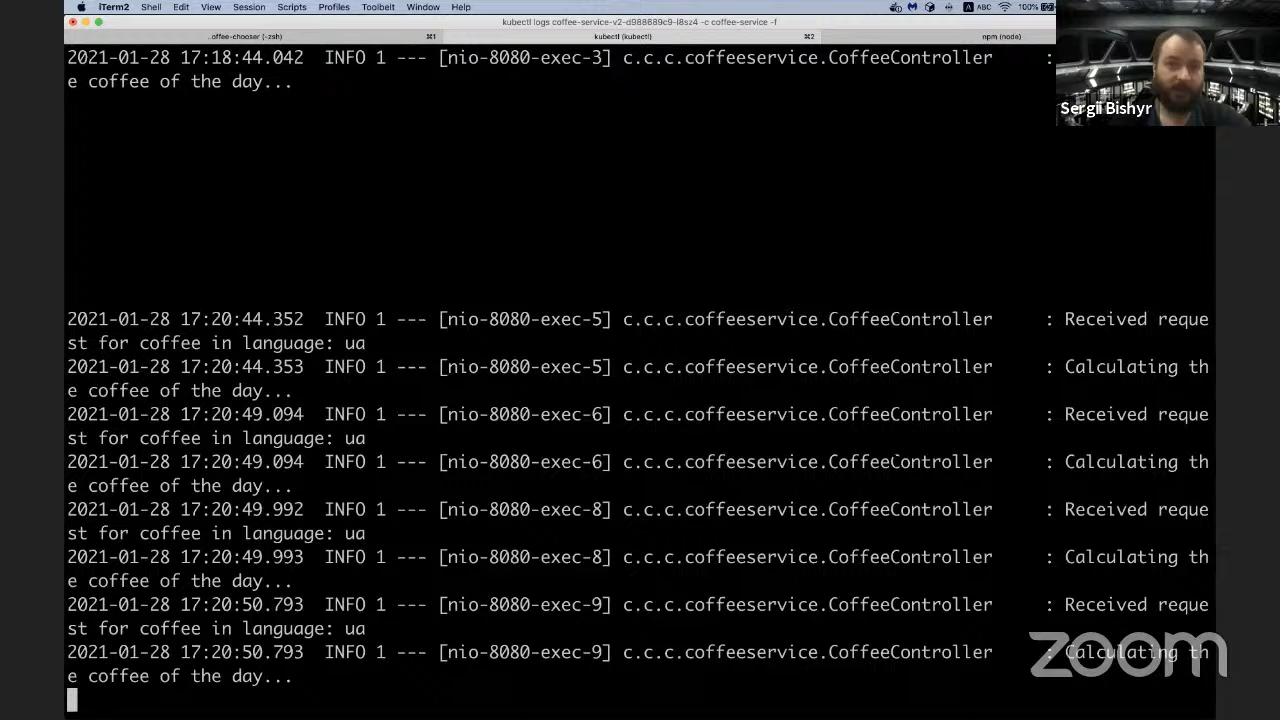 iTerm2 Shell Edit View Session Scripts Profiles Toolbelt Window Help A ABC 100%
kubectl logs coffee-service-v2-d988689c9-l8sz4 -c coffee-service -f
..offee-chooser (-zsh) ⌘1 kubectl (kubectl) ⌘2 npm (node)
2021-01-28 17:18:44.042 INFO 1 --- [nio-8080-exec-3] c.c.c.coffeeservice.CoffeeController :
e coffee of the day...
Sergii Bishyr
2021-01-28 17:20:44.352 INFO 1 --- [nio-8080-exec-5] c.c.c.coffeeservice.CoffeeController : Received reque
st for coffee in language: ua
2021-01-28 17:20:44.353 INFO 1 --- [nio-8080-exec-5] c.c.c.coffeeservice.CoffeeController : Calculating th
e coffee of the day...
2021-01-28 17:20:49.094 INFO 1 --- [nio-8080-exec-6] c.c.c.coffeeservice.CoffeeController : Received reque
st for coffee in language: ua
2021-01-28 17:20:49.094 INFO 1 --- [nio-8080-exec-6] c.c.c.coffeeservice.CoffeeController : Calculating th
e coffee of the day...
2021-01-28 17:20:49.992 INFO 1 --- [nio-8080-exec-8] c.c.c.coffeeservice.CoffeeController : Received reque
st for coffee in language: ua
2021-01-28 17:20:49.993 INFO 1 --- [nio-8080-exec-8] c.c.c.coffeeservice.CoffeeController : Calculating th
e coffee of the day...
2021-01-28 17:20:50.793 INFO 1 --- [nio-8080-exec-9] c.c.c.coffeeservice.CoffeeController : Received reque
st for coffee in language: ua
2021-01-28 17:20:50.793 INFO 1 --- [nio-8080-exec-9] c.c.c.coffeeservice.CoffeeController : Calculating th
e coffee of the day...
zoom